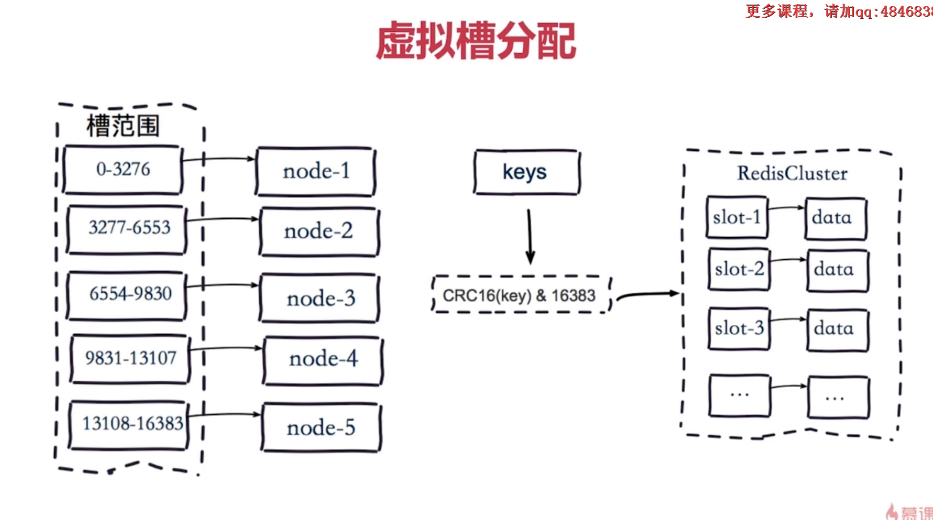 更多课程，请加qq:4846838
虚拟槽分配
槽范围
0-3276
node-1
3277-6553
node-2
6554-9830
node-3
9831-13107
node-4
13108-16383
node-5
keys
CRC16(key) & 16383
RedisCluster
slot-1
data
slot-2
data
slot-3
data
...
...
慕课